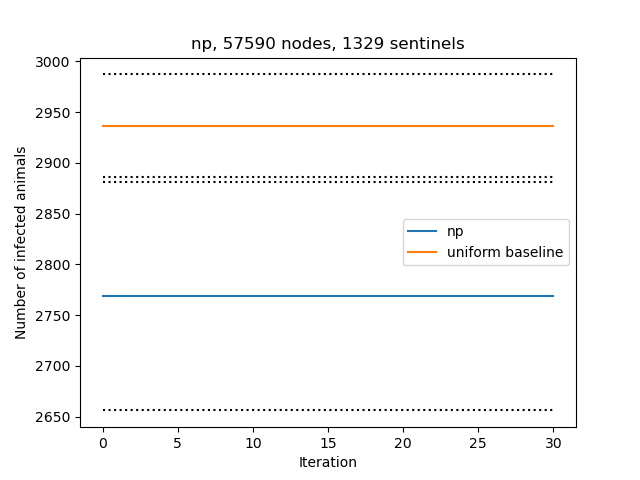 np, 57590 nodes, 1329 sentinels
3000
2950
2900
2850
2800
2750
2700
2650
Number of infected animals
np
uniform baseline
0 5 10 15 20 25 30
Iteration